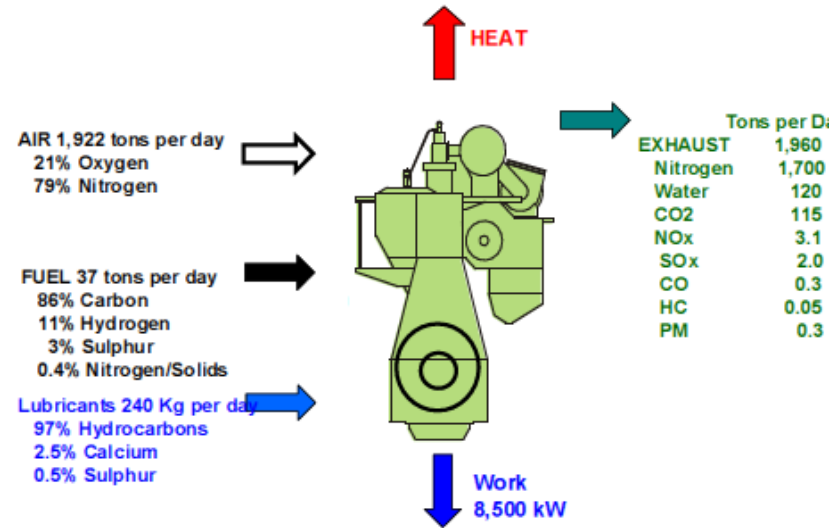 HEAT
AIR 1,922 tons per day
21% Oxygen
79% Nitrogen
FUEL 37 tons per day
86% Carbon
11% Hydrogen
3% Sulphur
0.4% Nitrogen/Solids
Lubricants 240 Kg per day
97% Hydrocarbons
2.5% Calcium
0.5% Sulphur
Work
8,500 kW
Tons per Da
EXHAUST 1,960
Nitrogen 1,700
Water 120
CO2 115
NOx 3.1
SOx 2.0
CO 0.3
HC 0.05
PM 0.3